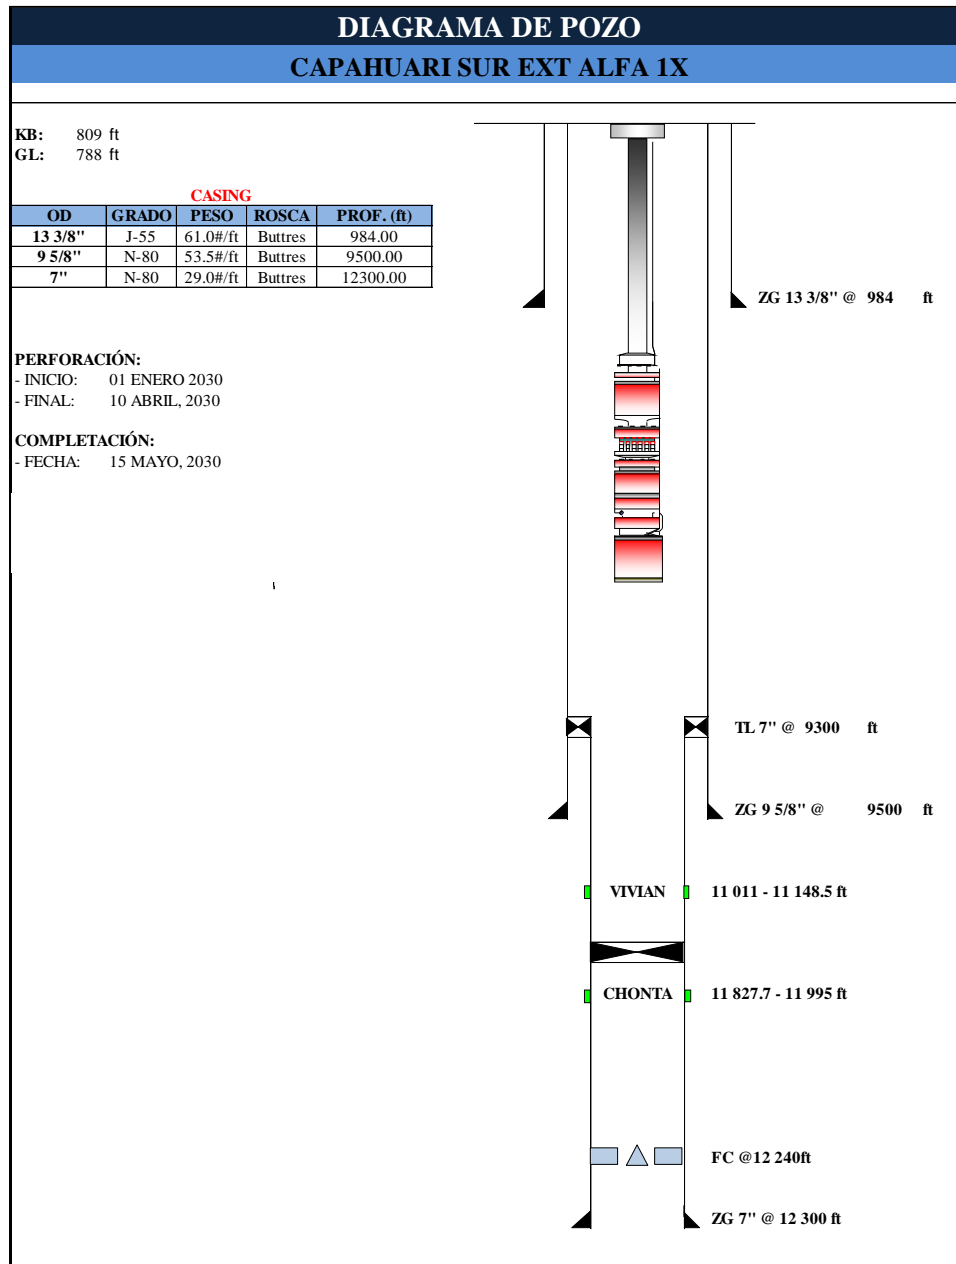 DIAGRAMA DE POZO
CAPAHUARI SUR EXT ALFA 1X
KB: 809 ft
GL: 788 ft
CASING
OD GRADO PESO ROSCA PROF. (ft)
13 3/8" J-55 61.0#/ft Buttres 984.00
9 5/8" N-80 53.5#/ft Buttres 9500.00
7" N-80 29.0#/ft Buttres 12300.00
ZG 13 3/8" @ 984 ft
PERFORACIÓN:
- INICIO: 01 ENERO 2030
- FINAL: 10 ABRIL, 2030
COMPLETACIÓN:
- FECHA: 15 MAYO, 2030
TL 7" @ 9300 ft
ZG 9 5/8" @ 9500 ft
VIVIAN 11 011 - 11 148.5 ft
CHONTA 11 827.7 - 11 995 ft
FC @12 240ft
ZG 7" @ 12 300 ft